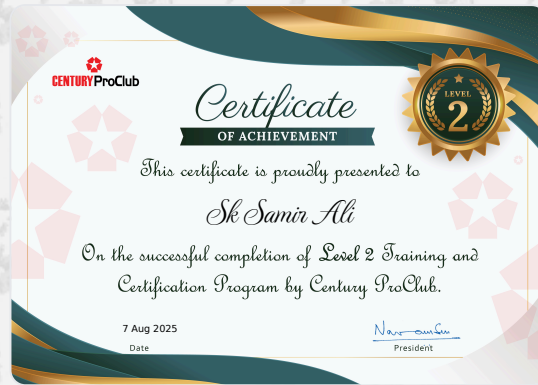 CENTURY ProClub
LEVEL
2
Certificate
OF ACHIEVEMENT
This certificate is proudly presented to
Sk Samir Ali
On the successful completion of Level 2 Training and
Certification Program by Century ProClub.
7 Aug 2025
Date
President